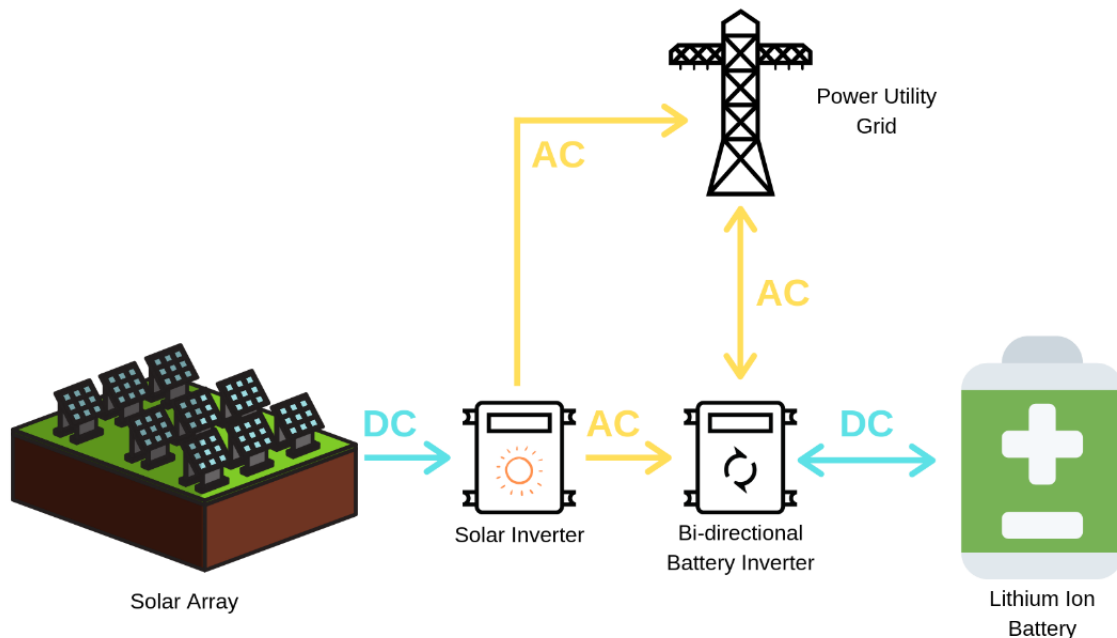 Power Utility
Grid
AC
AC
DC
AC
DC
Solar Inverter
Bi-directional
Battery Inverter
Solar Array
Lithium Ion
Battery